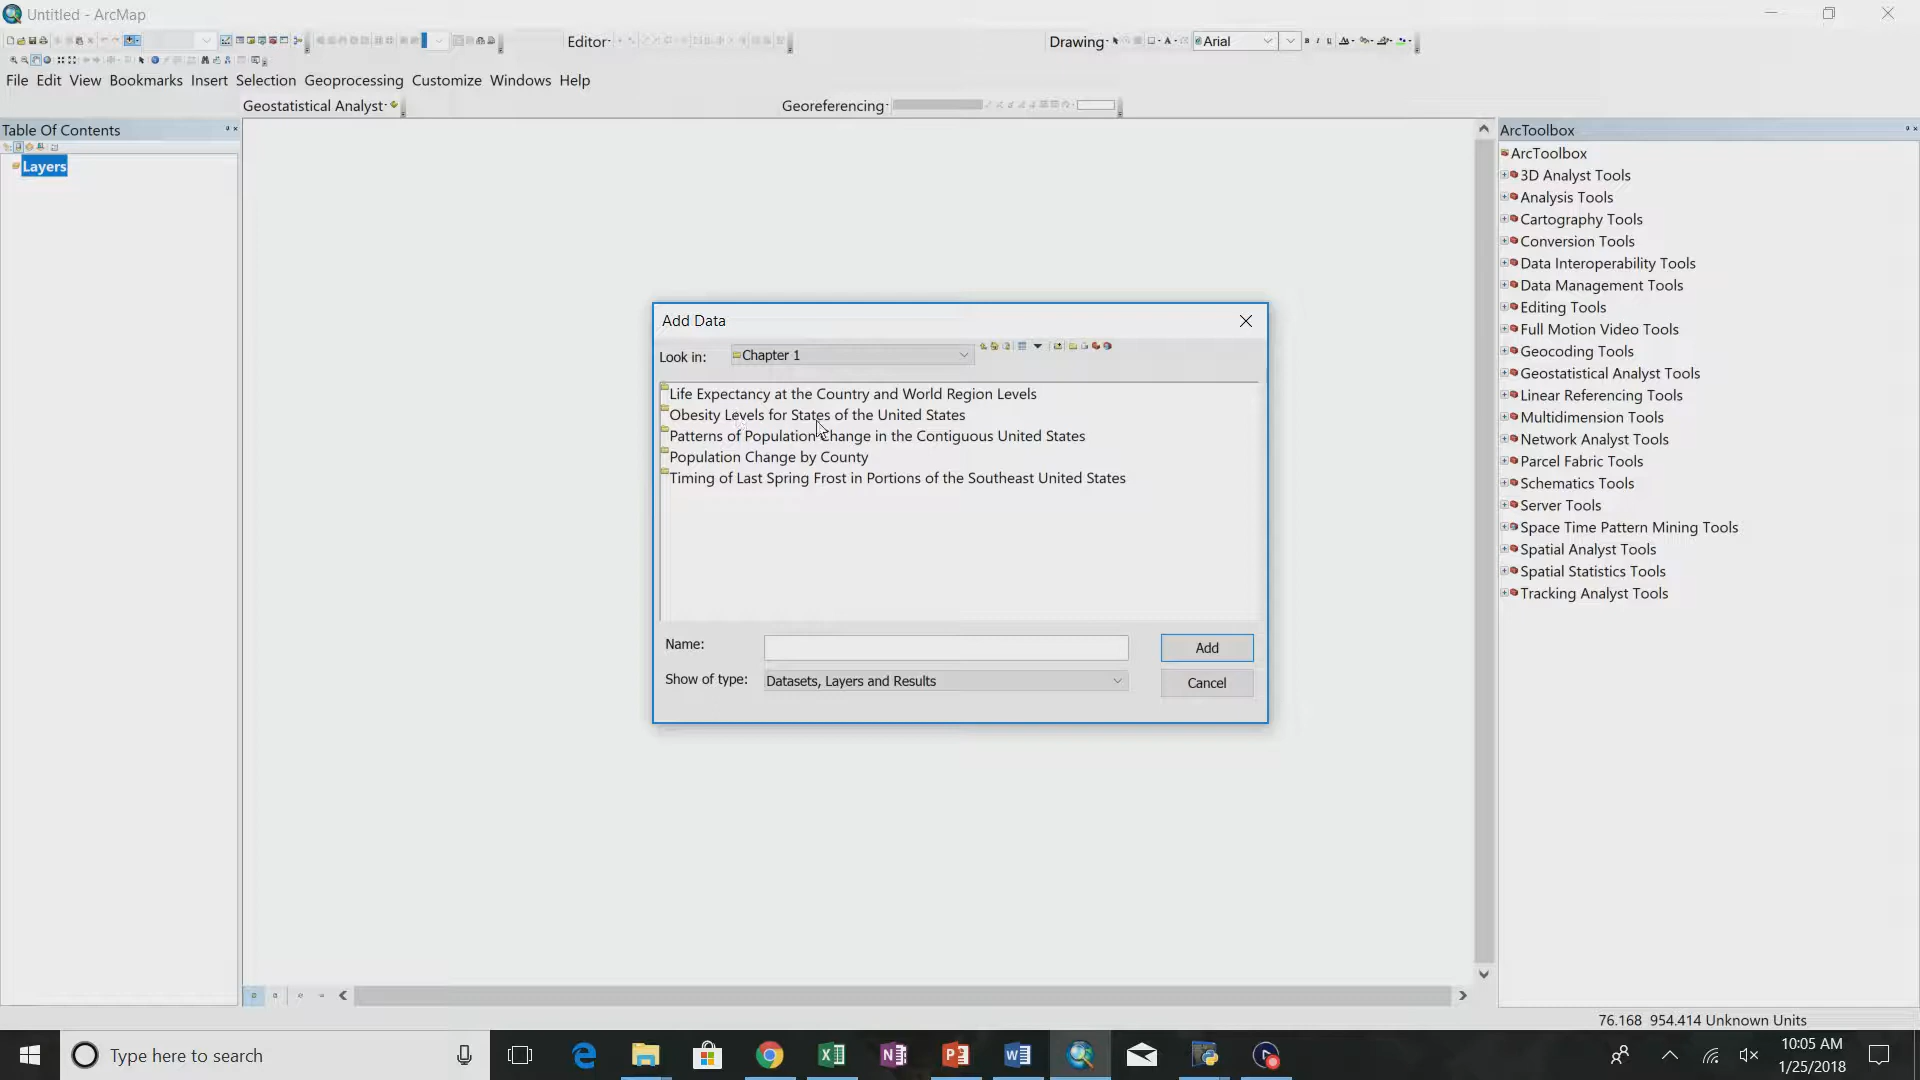 Untitled - ArcMap
Editor
Drawing
Arial
File Edit View Bookmarks Insert Selection Geoprocessing Customize Windows Help
Geostatistical Analyst
Georeferencing
Table Of Contents
Layers
ArcToolbox
ArcToolbox
3D Analyst Tools
Analysis Tools
Cartography Tools
Conversion Tools
Data Interoperability Tools
Data Management Tools
Editing Tools
Full Motion Video Tools
Geocoding Tools
Geostatistical Analyst Tools
Linear Referencing Tools
Multidimension Tools
Network Analyst Tools
Parcel Fabric Tools
Schematics Tools
Server Tools
Space Time Pattern Mining Tools
Spatial Analyst Tools
Spatial Statistics Tools
Tracking Analyst Tools
Add Data
Look in: Chapter 1
Life Expectancy at the Country and World Region Levels
Obesity Levels for States of the United States
Patterns of Population Change in the Contiguous United States
Population Change by County
Timing of Last Spring Frost in Portions of the Southeast United States
Name:
Add
Show of type: Datasets, Layers and Results
Cancel
76.168 954.414 Unknown Units
Type here to search
10:05 AM
1/25/2018